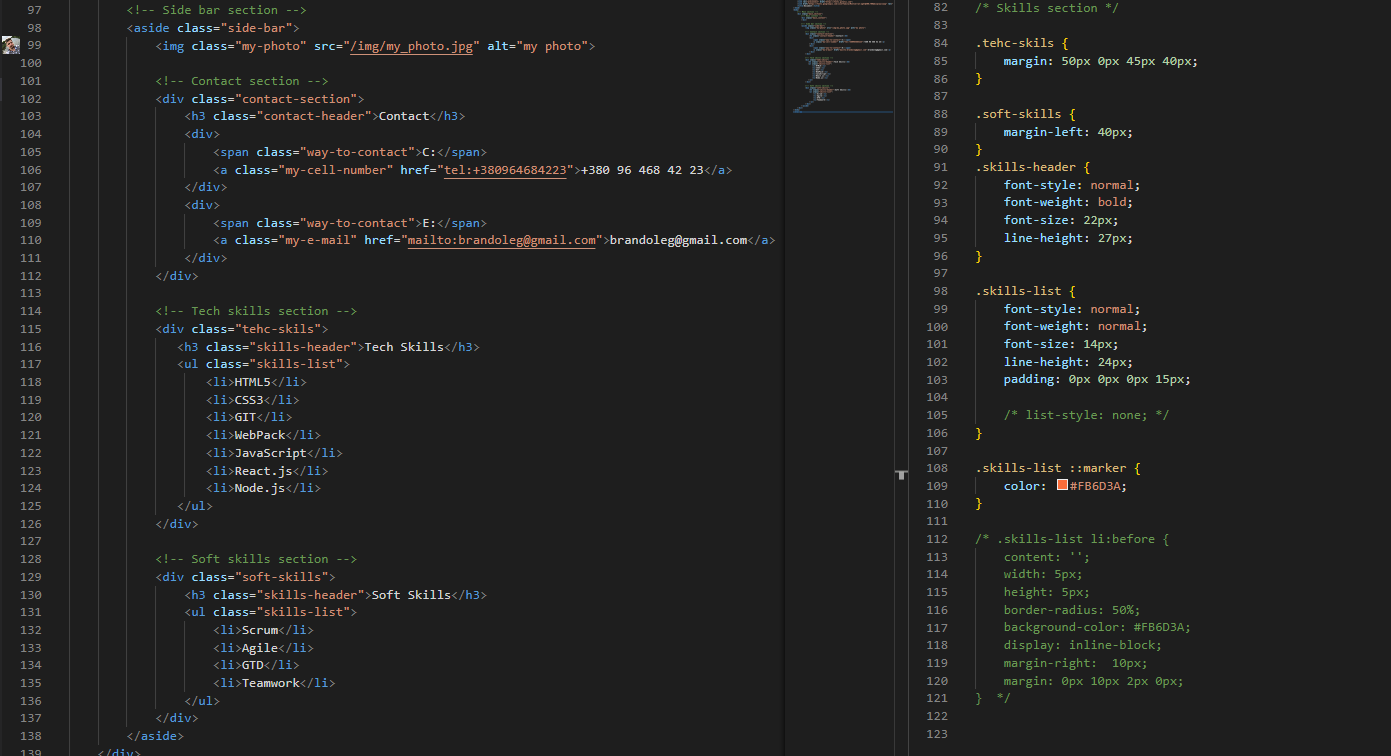 97 <!-- Side bar section -->
98 <aside class="side-bar">
99 <img class="my-photo" src="/img/my_photo.jpg" alt="my photo">
100
101 <!-- Contact section -->
102 <div class="contact-section">
103 <h3 class="contact-header">Contact</h3>
104 <div>
105 <span class="way-to-contact">C:</span>
106 <a class="my-cell-number" href="tel:+380964684223">+380 96 468 42 23</a>
107 </div>
108 <div>
109 <span class="way-to-contact">E:</span>
110 <a class="my-e-mail" href="mailto:brandoleg@gmail.com">brandoleg@gmail.com</a>
111 </div>
112 </div>
113
114 <!-- Tech skills section -->
115 <div class="tehc-skils">
116 <h3 class="skills-header">Tech Skills</h3>
117 <ul class="skills-list">
118 <li>HTML5</li>
119 <li>CSS3</li>
120 <li>GIT</li>
121 <li>WebPack</li>
122 <li>JavaScript</li>
123 <li>React.js</li>
124 <li>Node.js</li>
125 </ul>
126 </div>
127
128 <!-- Soft skills section -->
129 <div class="soft-skills">
130 <h3 class="skills-header">Soft Skills</h3>
131 <ul class="skills-list">
132 <li>Scrum</li>
133 <li>Agile</li>
134 <li>GTD</li>
135 <li>Teamwork</li>
136 </ul>
137 </div>
138 </aside>
139 </div>
82 /* Skills section */
83
84 .tehc-skils {
85 margin: 50px 0px 45px 40px;
86 }
87
88 .soft-skills {
89 margin-left: 40px;
90 }
91 .skills-header {
92 font-style: normal;
93 font-weight: bold;
94 font-size: 22px;
95 line-height: 27px;
96 }
97
98 .skills-list {
99 font-style: normal;
100 font-weight: normal;
101 font-size: 14px;
102 line-height: 24px;
103 padding: 0px 0px 0px 15px;
104
105 /* list-style: none; */
106 }
107
108 .skills-list ::marker {
109 color: #FB6D3A;
110 }
111
112 /* .skills-list li:before {
113 content: '';
114 width: 5px;
115 height: 5px;
116 border-radius: 50%;
117 background-color: #FB6D3A;
118 display: inline-block;
119 margin-right:  10px;
120 margin: 0px 10px 2px 0px;
121 }  */
122
123